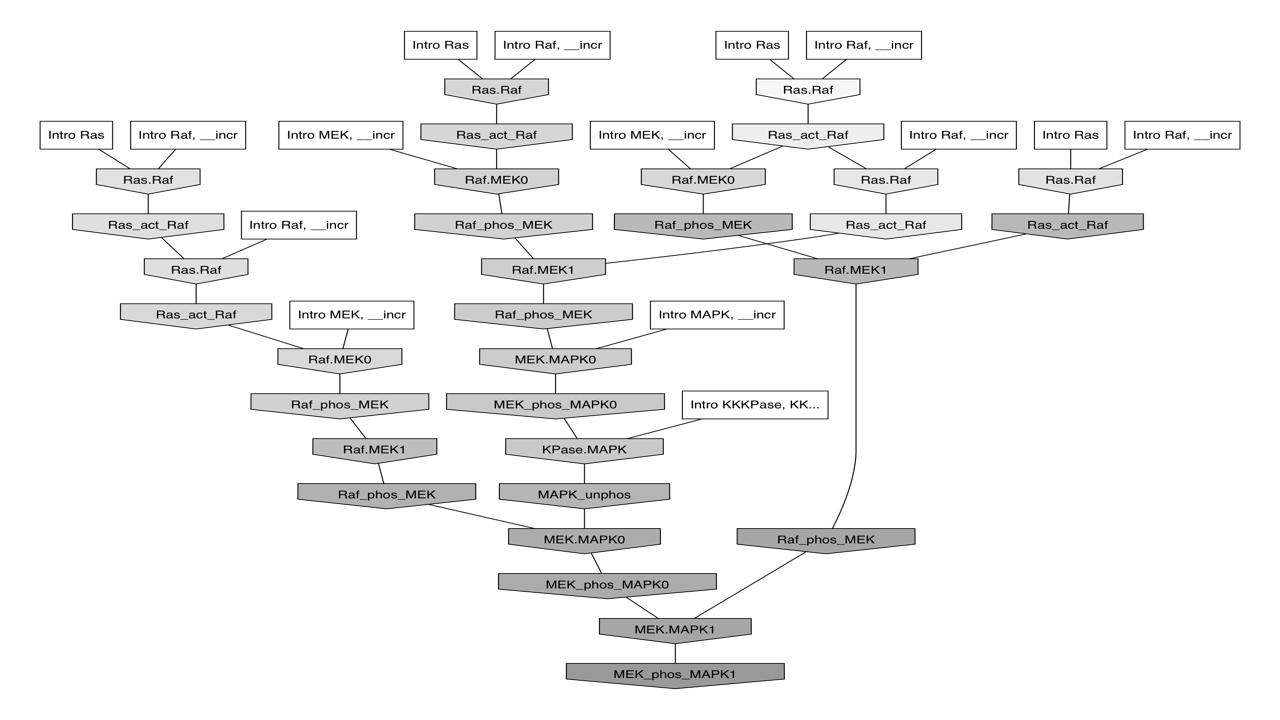 Intro Ras
Intro Raf, __incr
Intro Ras
Intro Raf, __incr
Ras.Raf
Ras.Raf
Intro Ras
Intro Raf, __incr
Intro MEK, __incr
Ras_act_Raf
Intro MEK, __incr
Ras_act_Raf
Intro Raf, __incr
Intro Ras
Intro Raf, __incr
Ras.Raf
Raf.MEK0
Raf.MEK0
Ras.Raf
Ras.Raf
Ras_act_Raf
Intro Raf, __incr
Raf_phos_MEK
Raf_phos_MEK
Ras_act_Raf
Ras_act_Raf
Ras.Raf
Raf.MEK1
Raf.MEK1
Ras_act_Raf
Intro MEK, __incr
Raf_phos_MEK
Intro MAPK, __incr
Raf.MEK0
MEK.MAPK0
Raf_phos_MEK
MEK_phos_MAPK0
Intro KKKPase, KK...
Raf.MEK1
KPase.MAPK
Raf_phos_MEK
MAPK_unphos
MEK.MAPK0
Raf_phos_MEK
MEK_phos_MAPK0
MEK.MAPK1
MEK_phos_MAPK1